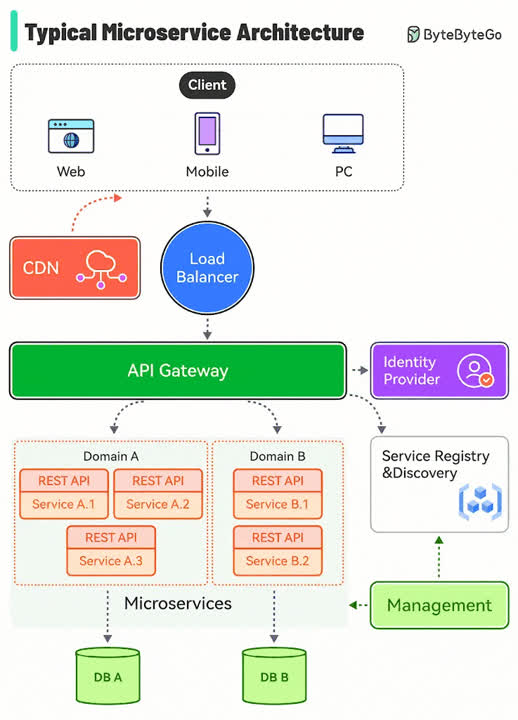 Typical Microservice Architecture
ByteByteGo
Client
Web
Mobile
PC
CDN
Load
Balancer
API Gateway
Identity
Provider
Domain A
REST API
Service A.1
REST API
Service A.2
REST API
Service A.3
Domain B
REST API
Service B.1
REST API
Service B.2
Service Registry
&Discovery
Microservices
Management
DB A
DB B